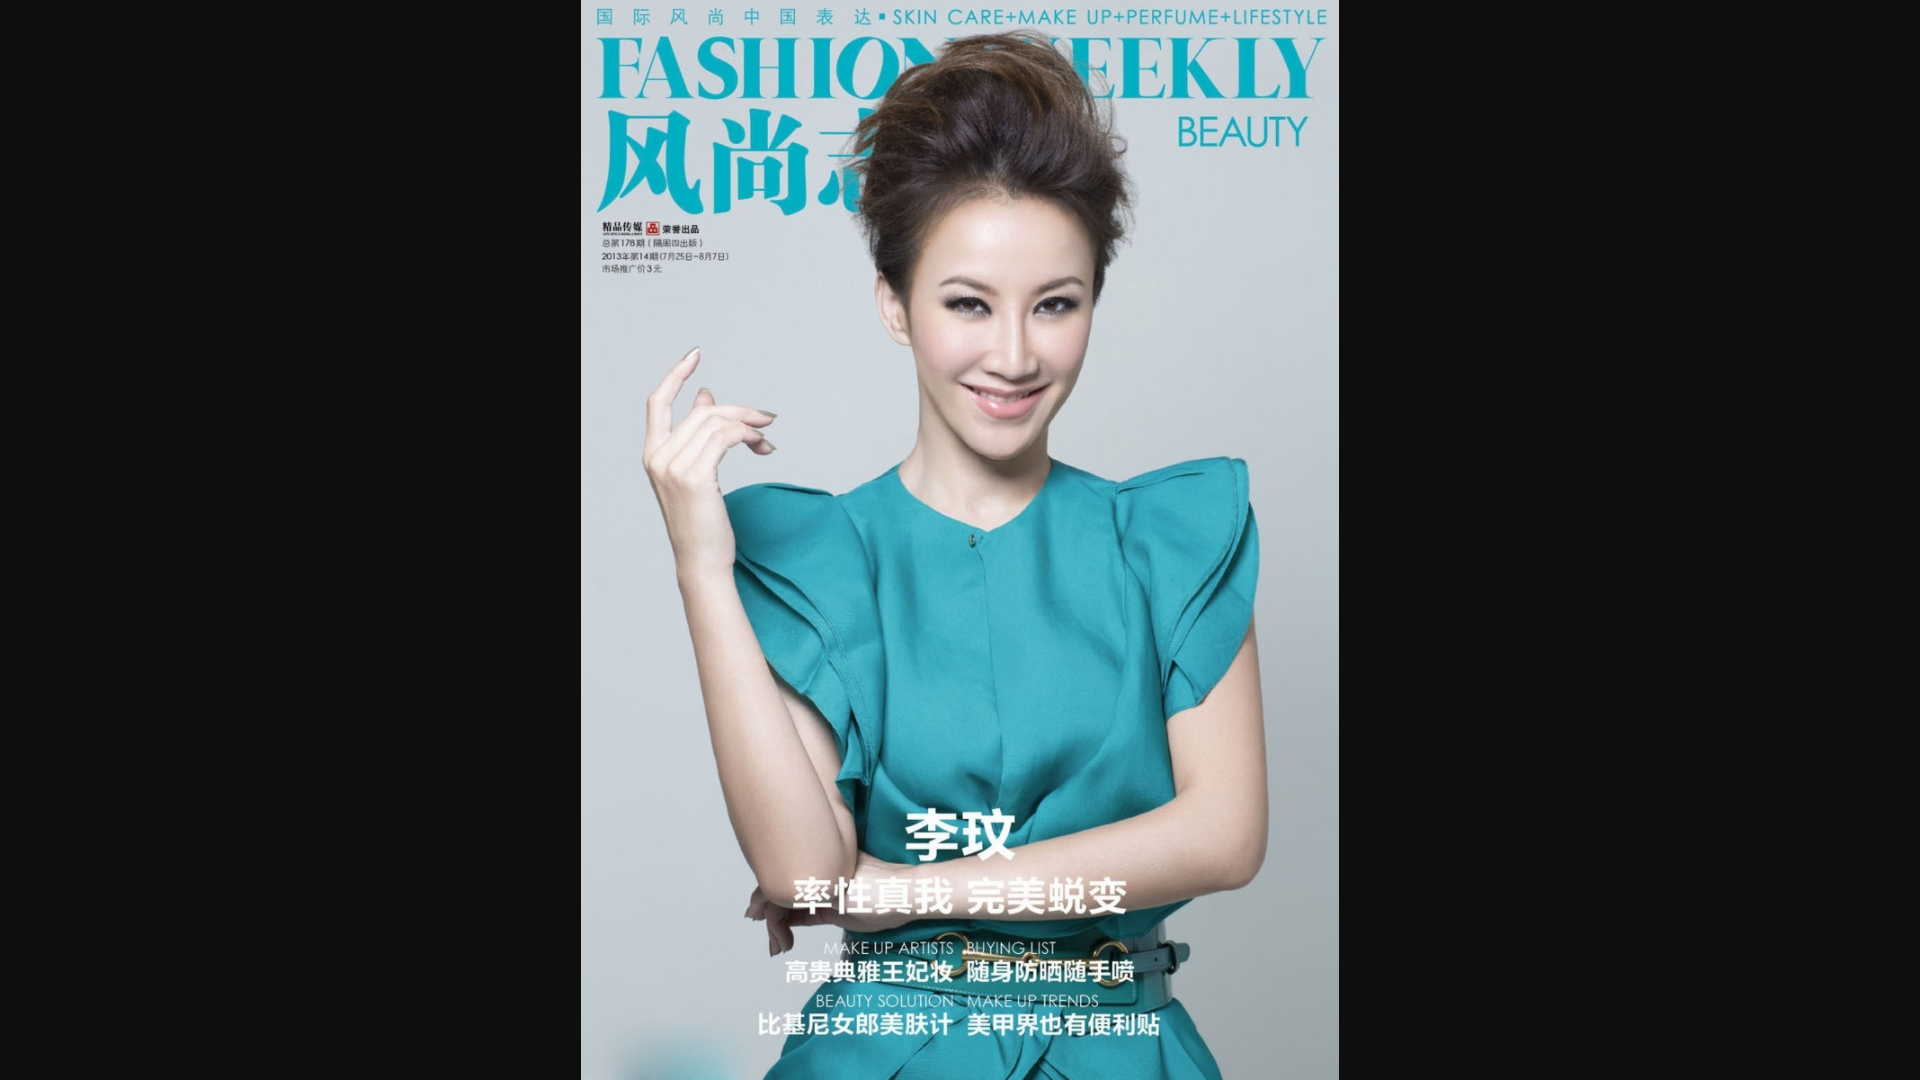 国际风尚中国表达▪SKIN CARE+MAKE UP+PERFUME+LIFESTYLE
FASHION WEEKLY
风尚志
BEAUTY
精品传媒 品 荣誉出品
总第178期(隔周四出版)
2013年第14期(7月25日-8月7日)
市场推广价3元
李玟
率性真我 完美蜕变
MAKE UP ARTISTS BUYING LIST
高贵典雅王妃妆 随身防晒随手喷
BEAUTY SOLUTION MAKE UP TRENDS
比基尼女郎美肤计 美甲界也有便利贴